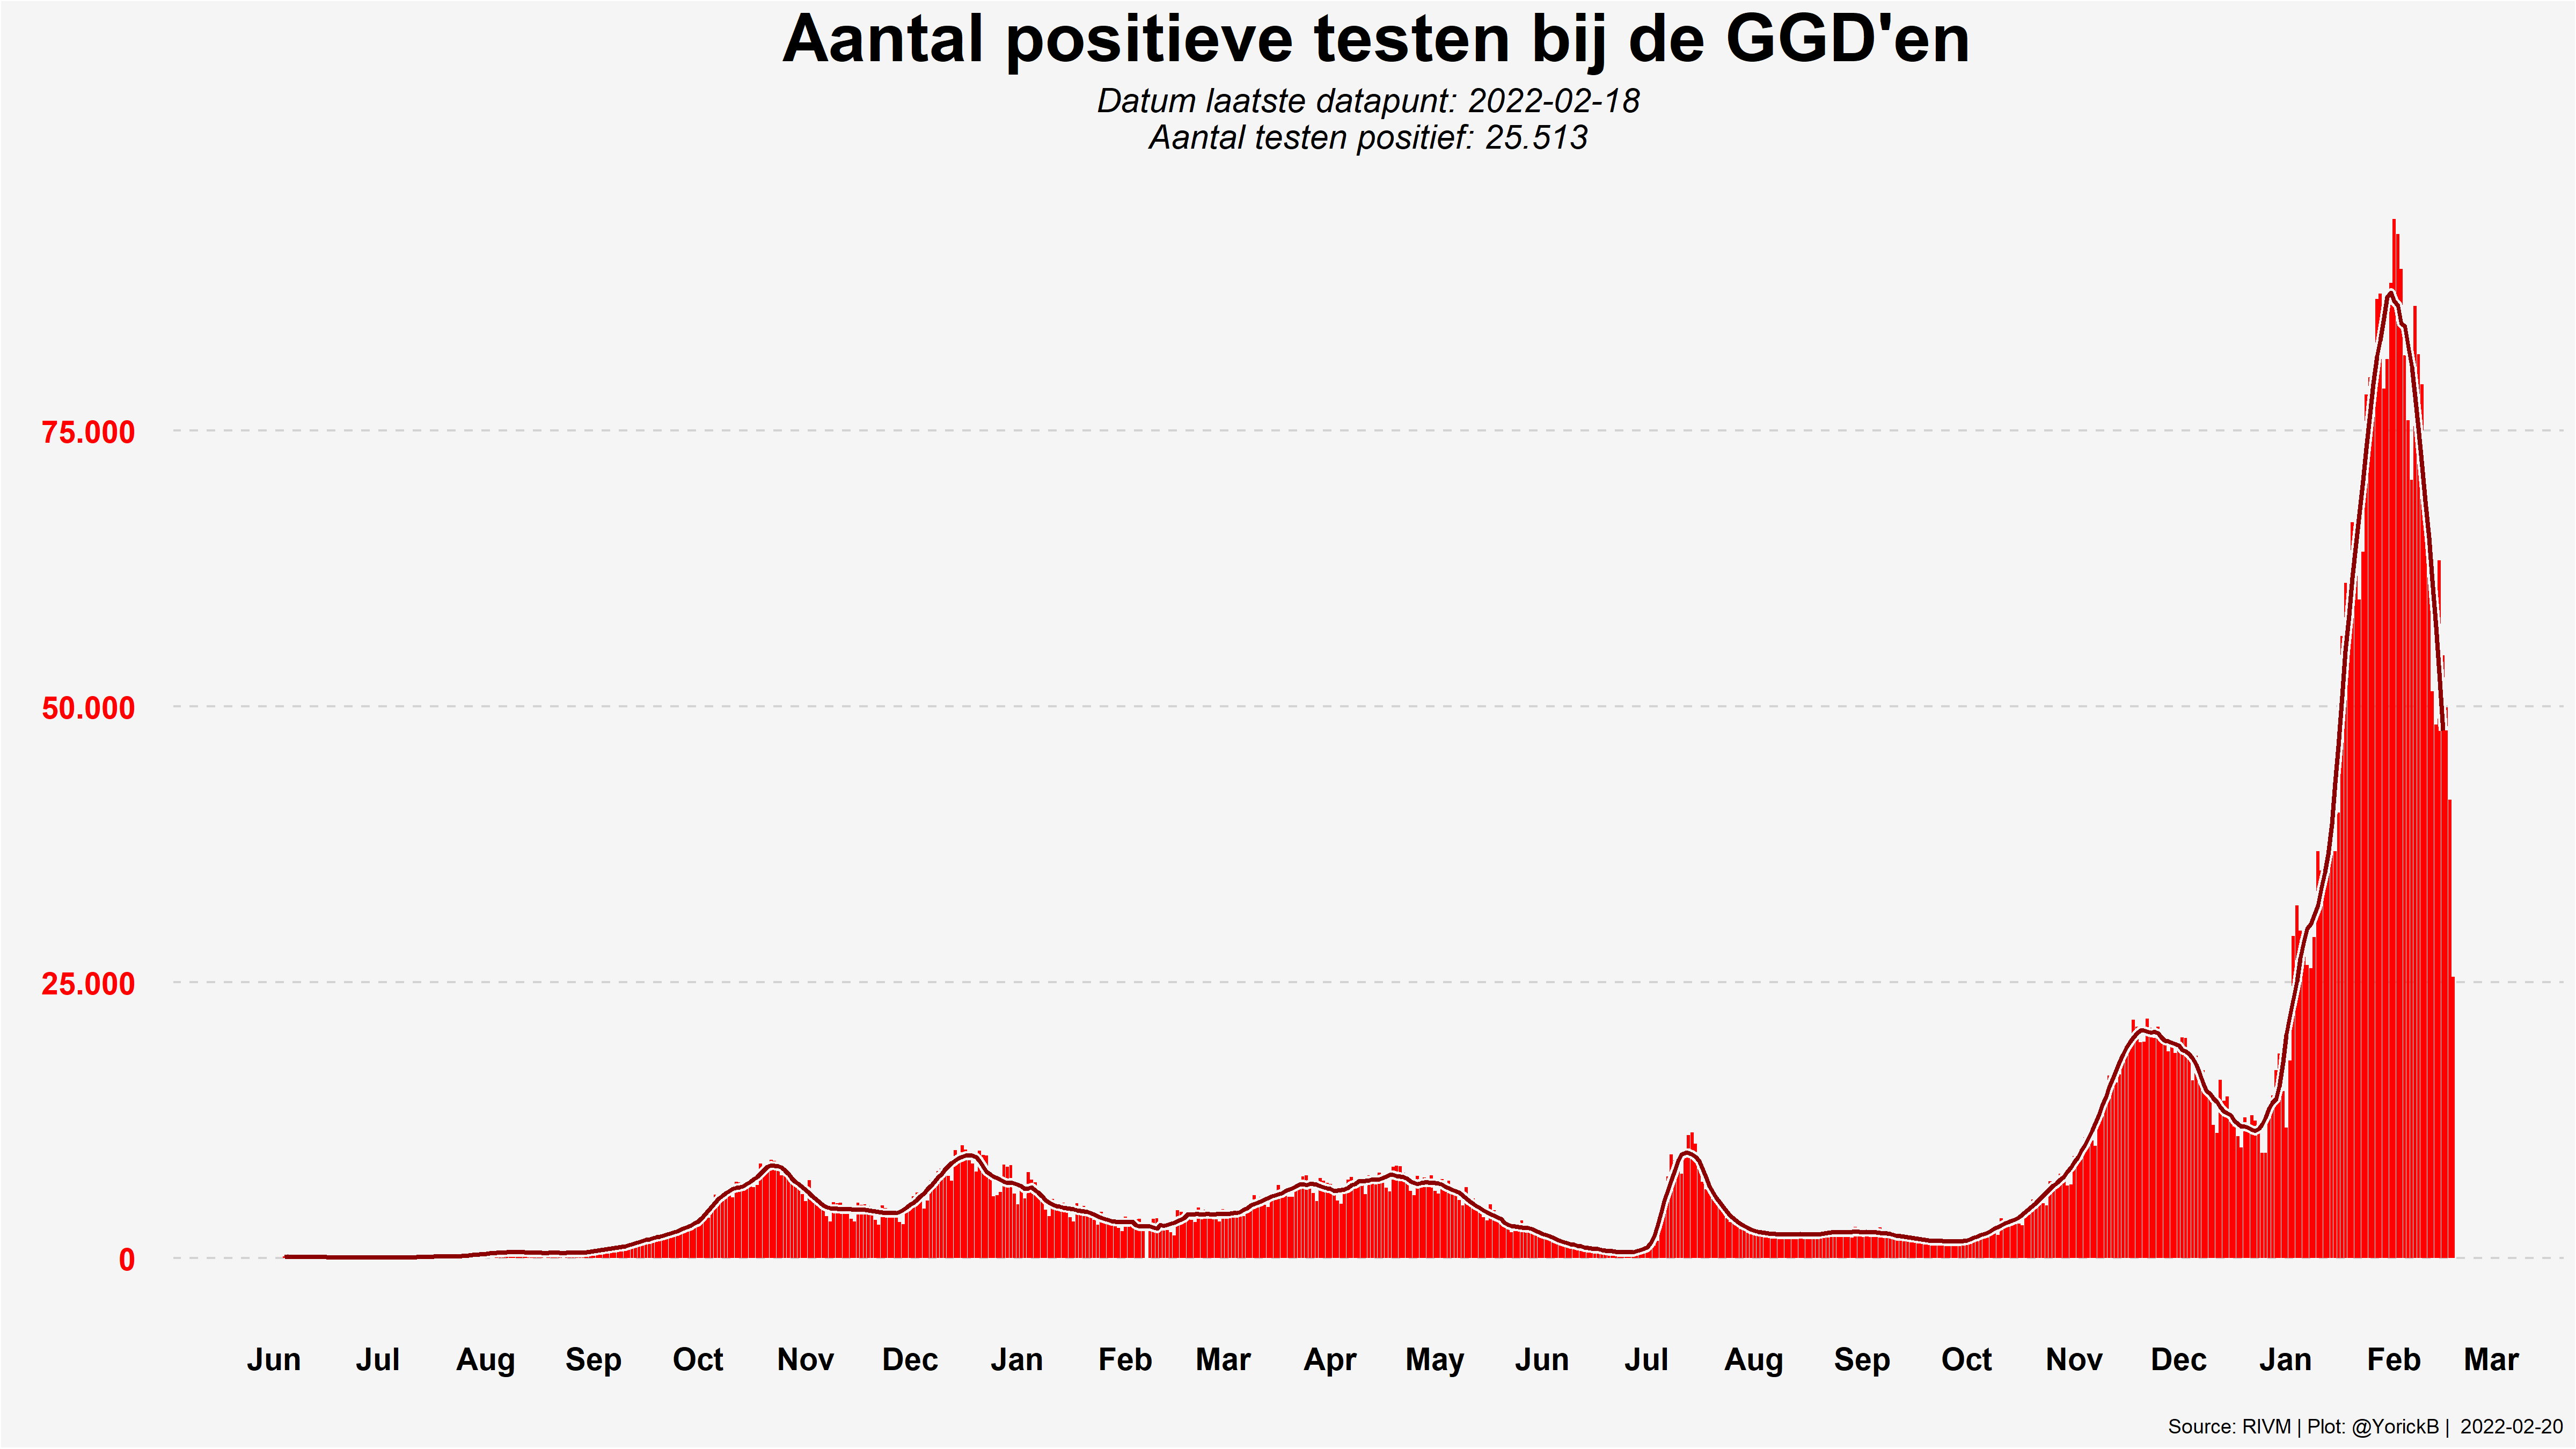 Aantal positieve testen bij de GGD'en
Datum laatste datapunt: 2022-02-18
Aantal testen positief: 25.513
75.000
50.000
25.000
0
Jun Jul Aug Sep Oct Nov Dec Jan Feb Mar Apr May Jun Jul Aug Sep Oct Nov Dec Jan Feb Mar
Source: RIVM | Plot: @YorickB | 2022-02-20